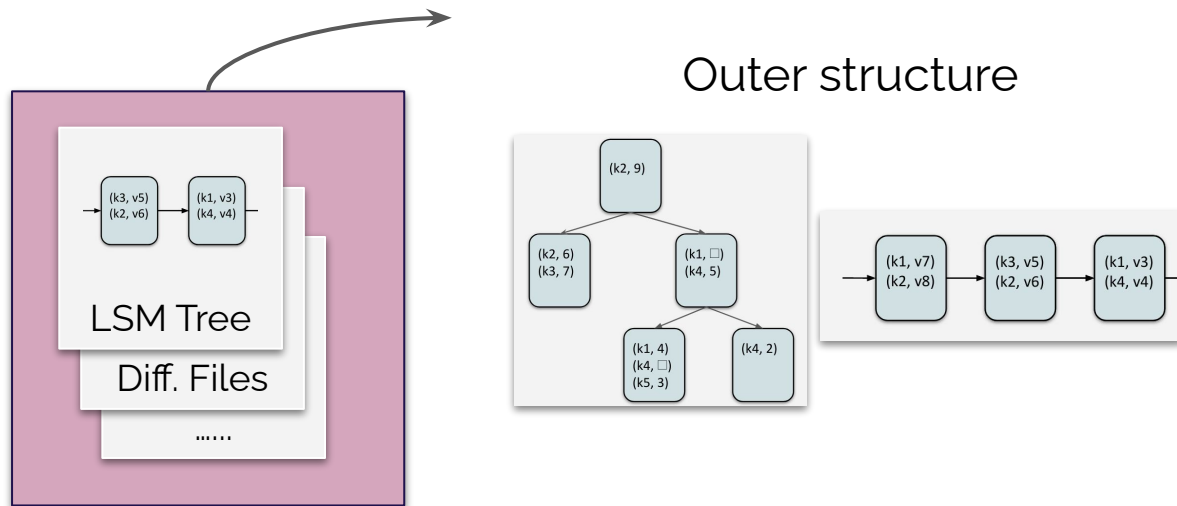 Outer structure
(k3, v5)
(k2, v6)
(k1, v3)
(k4, v4)
LSM Tree
Diff. Files
......
(k2, 9)
(k2, 6)
(k3, 7)
(k1, □)
(k4, 5)
(k1, 4)
(k4, □)
(k5, 3)
(k4, 2)
(k1, v7)
(k2, v8)
(k3, v5)
(k2, v6)
(k1, v3)
(k4, v4)